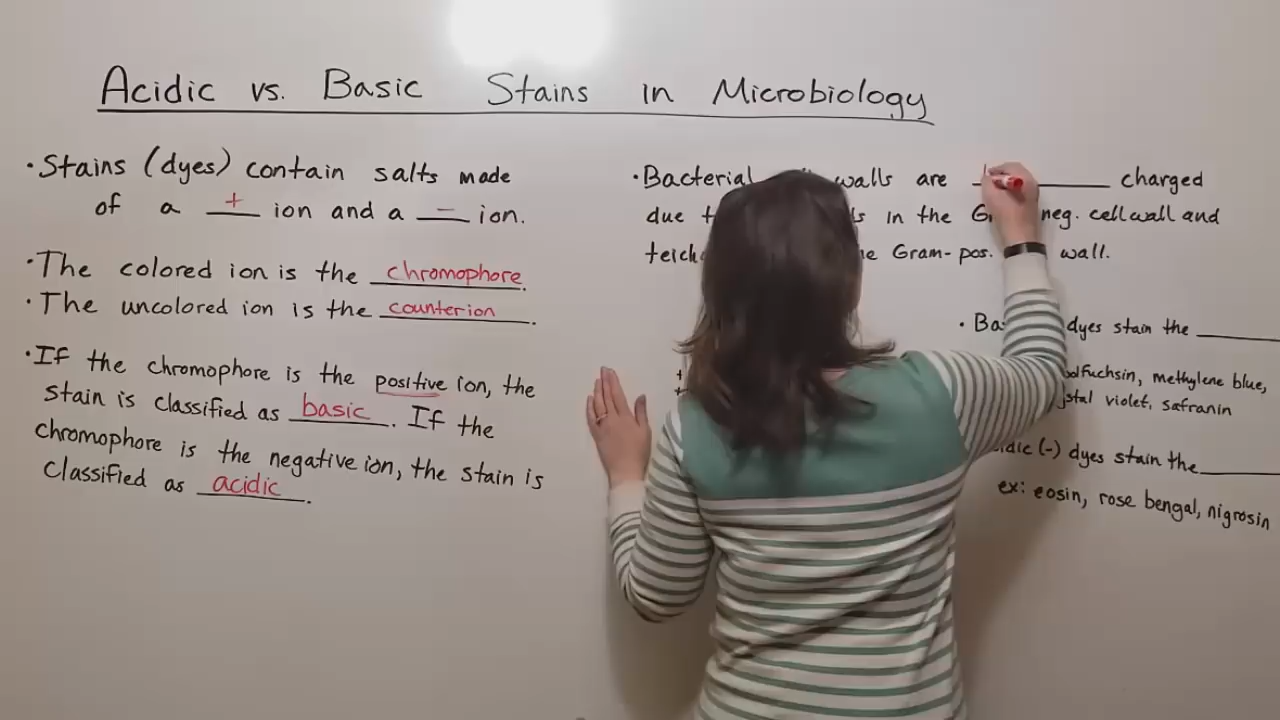 Acidic vs. Basic Stains in Microbiology
·Stains (dyes) contain salts made
of a + ion and a − ion.
·The colored ion is the chromophore.
·The uncolored ion is the counterion.
·If the chromophore is the positive ion, the
stain is classified as basic. If the
chromophore is the negative ion, the stain is
classified as acidic.
·Bacterial walls are charged
due in the neg. cell wall and
Gram-pos. wall.
· dyes stain the
methylene blue,
violet, safranin
(-) dyes stain the
ex: eosin, rose bengal, nigrosin